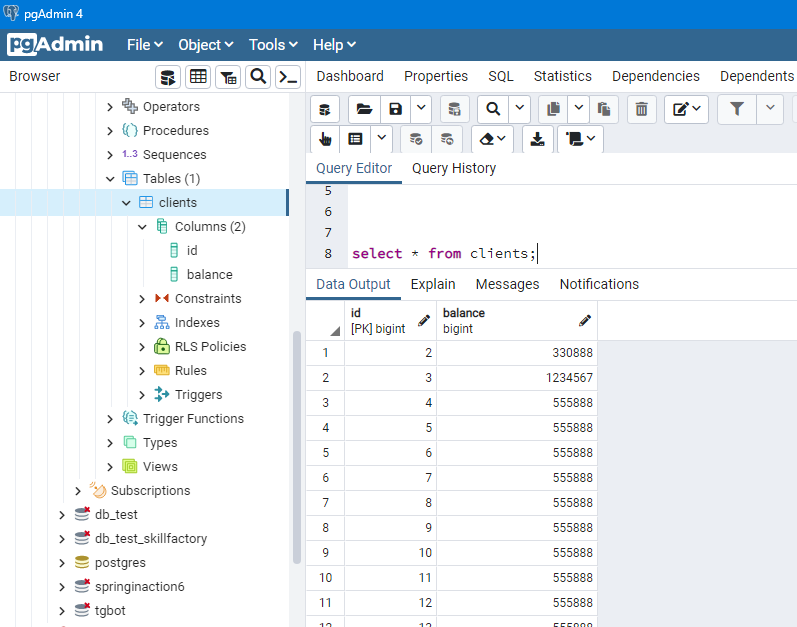 pgAdmin 4
pgAdmin File Object Tools Help
Browser
Dashboard Properties SQL Statistics Dependencies Dependents
Operators
Procedures
1..3 Sequences
Tables (1)
clients
Columns (2)
id
balance
Constraints
Indexes
RLS Policies
Rules
Triggers
Trigger Functions
Types
Views
Subscriptions
db_test
db_test_skillfactory
postgres
springinaction6
tgbot
Query Editor Query History
5
6
7
8 select * from clients;
Data Output Explain Messages Notifications
id balance
[PK] bigint bigint
1 2 330888
2 3 1234567
3 4 555888
4 5 555888
5 6 555888
6 7 555888
7 8 555888
8 9 555888
9 10 555888
10 11 555888
11 12 555888
12 13 555888